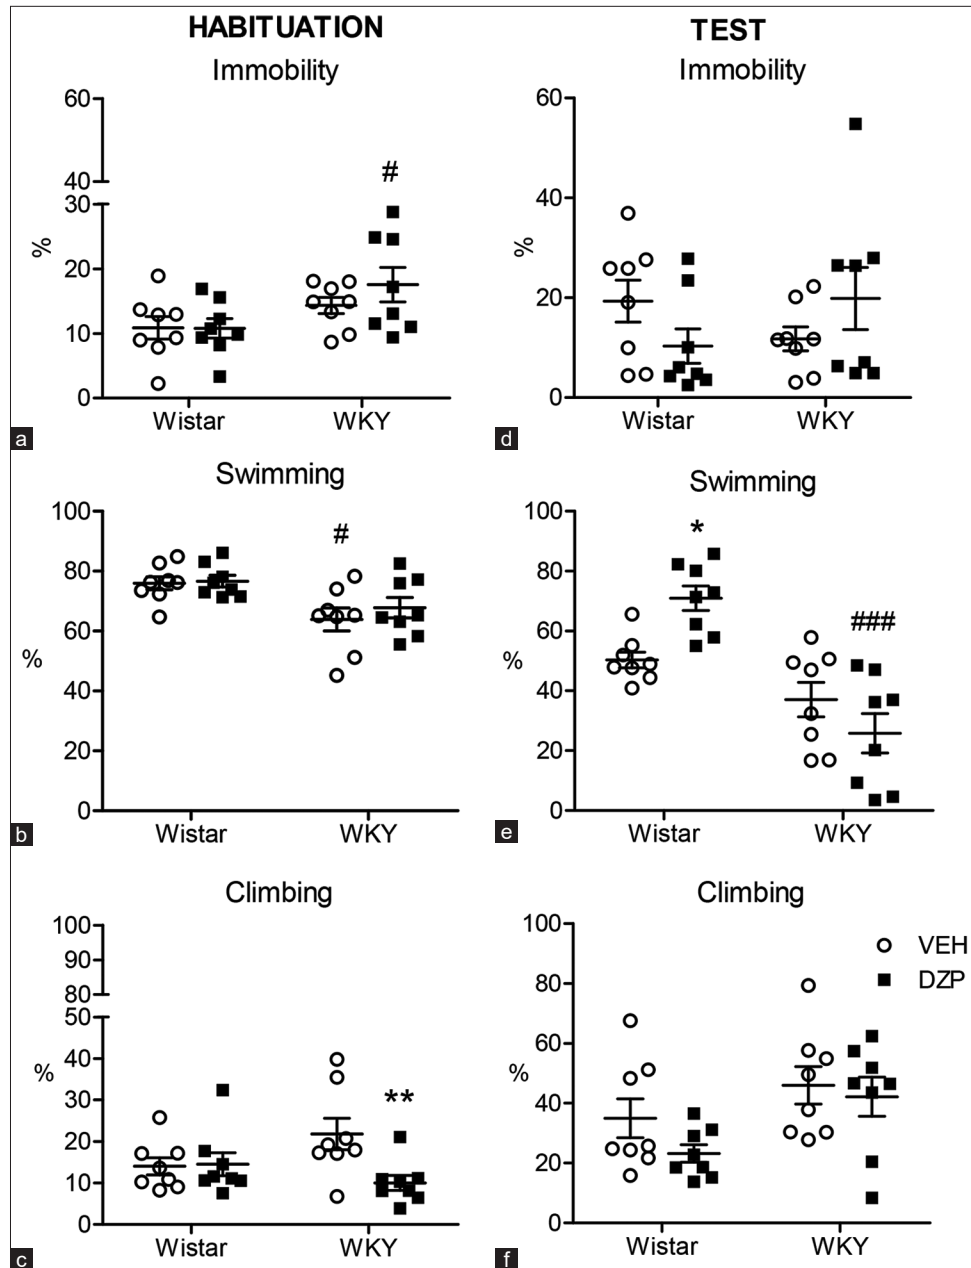 HABITUATION
TEST
Immobility
60
40
30
20
10
0
%
#
Wistar
WKY
a
Immobility
60
40
20
0
%
Wistar
WKY
d
Swimming
100
80
60
40
20
0
%
#
Wistar
WKY
b
Swimming
100
80
60
40
20
0
%
*
###
Wistar
WKY
e
Climbing
100
90
80
50
40
30
20
10
0
%
**
Wistar
WKY
c
Climbing
100
80
60
40
20
0
%
VEH
DZP
Wistar
WKY
f